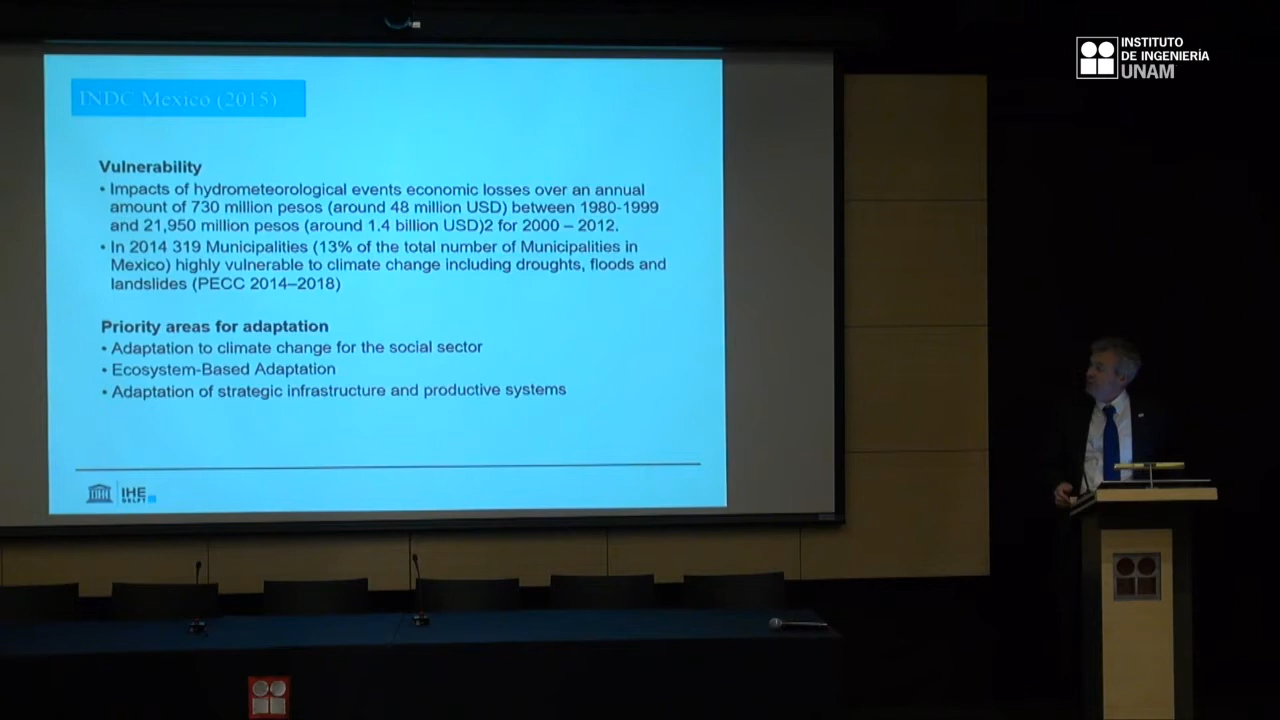 INSTITUTO
DE INGENIERÍA
UNAM
INDC Mexico (2015)
Vulnerability
• Impacts of hydrometeorological events economic losses over an annual
amount of 730 million pesos (around 48 million USD) between 1980-1999
and 21,950 million pesos (around 1.4 billion USD)2 for 2000 – 2012.
• In 2014 319 Municipalities (13% of the total number of Municipalities in
Mexico) highly vulnerable to climate change including droughts, floods and
landslides (PECC 2014–2018)
Priority areas for adaptation
• Adaptation to climate change for the social sector
• Ecosystem-Based Adaptation
• Adaptation of strategic infrastructure and productive systems
IHE
DELFT